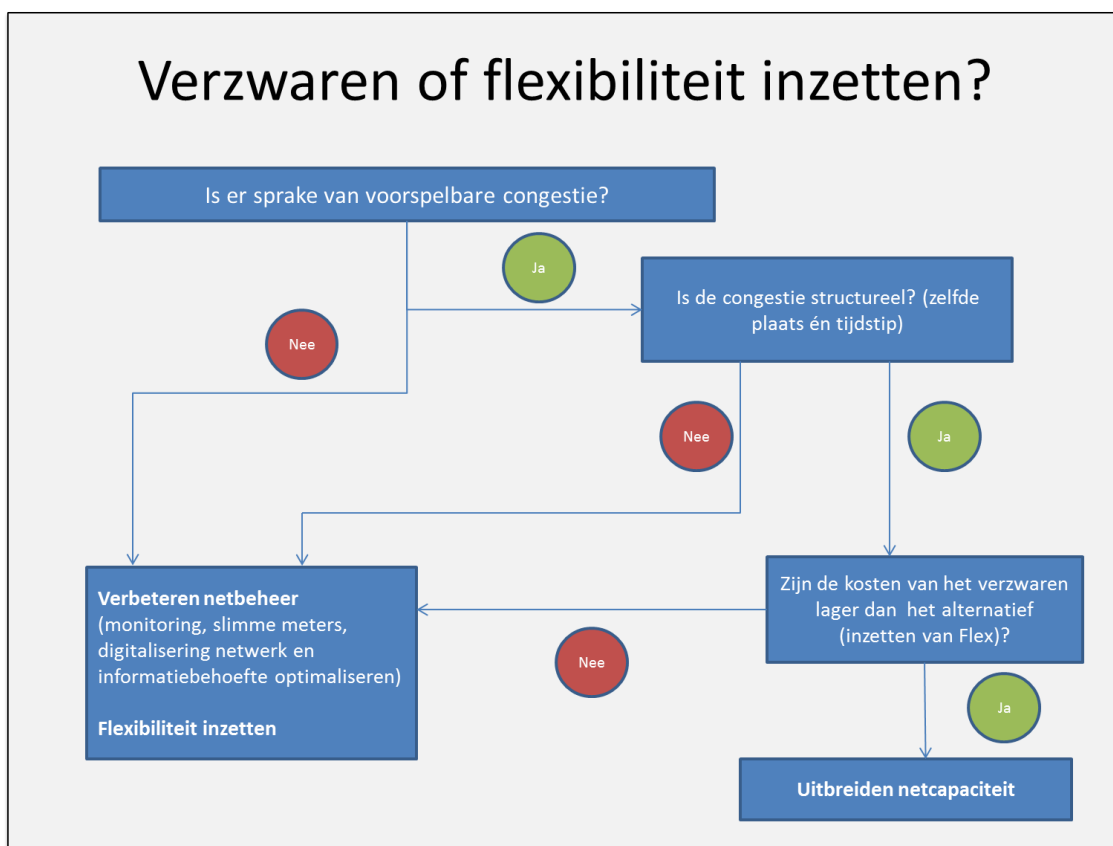 Verzwaren of flexibiliteit inzetten?
Is er sprake van voorspelbare congestie?
Ja
Is de congestie structureel? (zelfde
plaats én tijdstip)
Nee
Nee
Ja
Verbeteren netbeheer
(monitoring, slimme meters,
digitalisering netwerk en
informatiebehoefte optimaliseren)
Flexibiliteit inzetten
Zijn de kosten van het verzwaren
lager dan het alternatief
(inzetten van Flex)?
Nee
Ja
Uitbreiden netcapaciteit